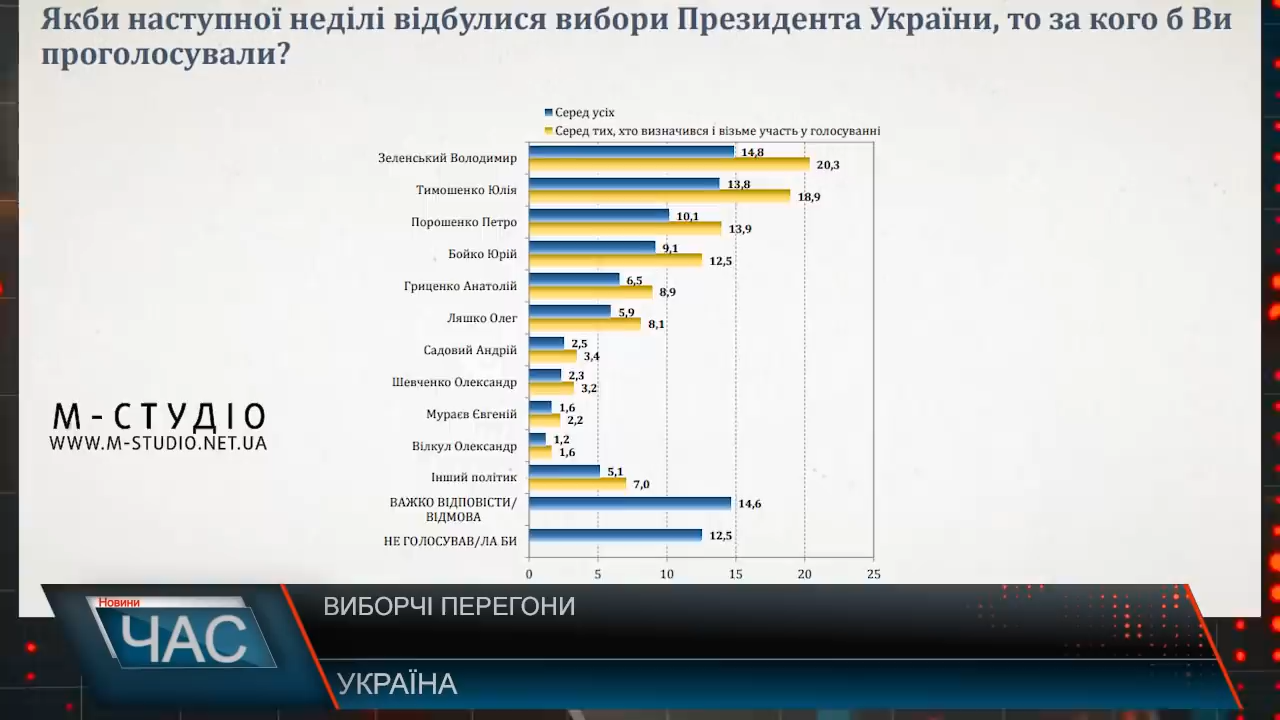 Якби наступної неділі відбулися вибори Президента України, то за кого б Ви
проголосували?
Серед усіх
Серед тих, хто визначився і візьме участь у голосуванні
Зеленський Володимир 14,8 20,3
Тимошенко Юлія 13,8 18,9
Порошенко Петро 10,1 13,9
Бойко Юрій 9,1 12,5
Гриценко Анатолій 6,5 8,9
Ляшко Олег 5,9 8,1
Садовий Андрій 2,5 3,4
Шевченко Олександр 2,3 3,2
Мураєв Євгеній 1,6 2,2
Вілкул Олександр 1,2 1,6
Інший політик 5,1 7,0
ВАЖКО ВІДПОВІСТИ/
ВІДМОВА 14,6
НЕ ГОЛОСУВАВ/ЛА БИ 12,5
0 5 10 15 20 25
М-СТУДІО
WWW.M-STUDIO.NET.UA
Новини
ЧАС
ВИБОРЧІ ПЕРЕГОНИ
УКРАЇНА